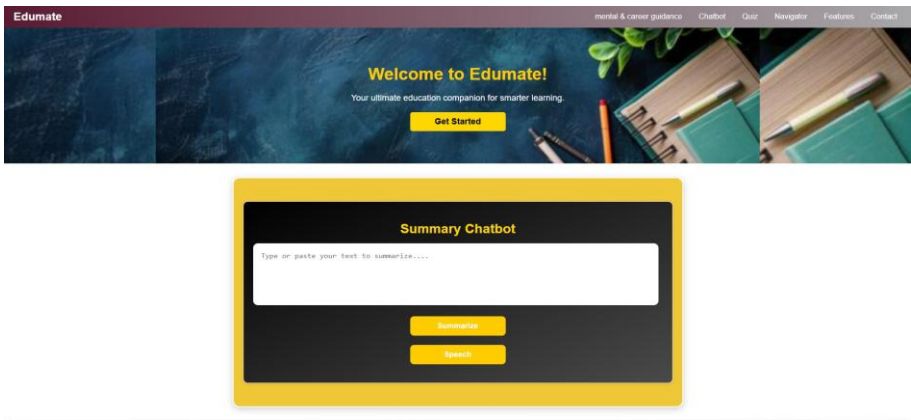 Edumate
mental & career guidance Chatbot Quiz Navigator Features Contact
Welcome to Edumate!
Your ultimate education companion for smarter learning.
Get Started
Summary Chatbot
Type or paste your text to summarize....
Summarize
Speech